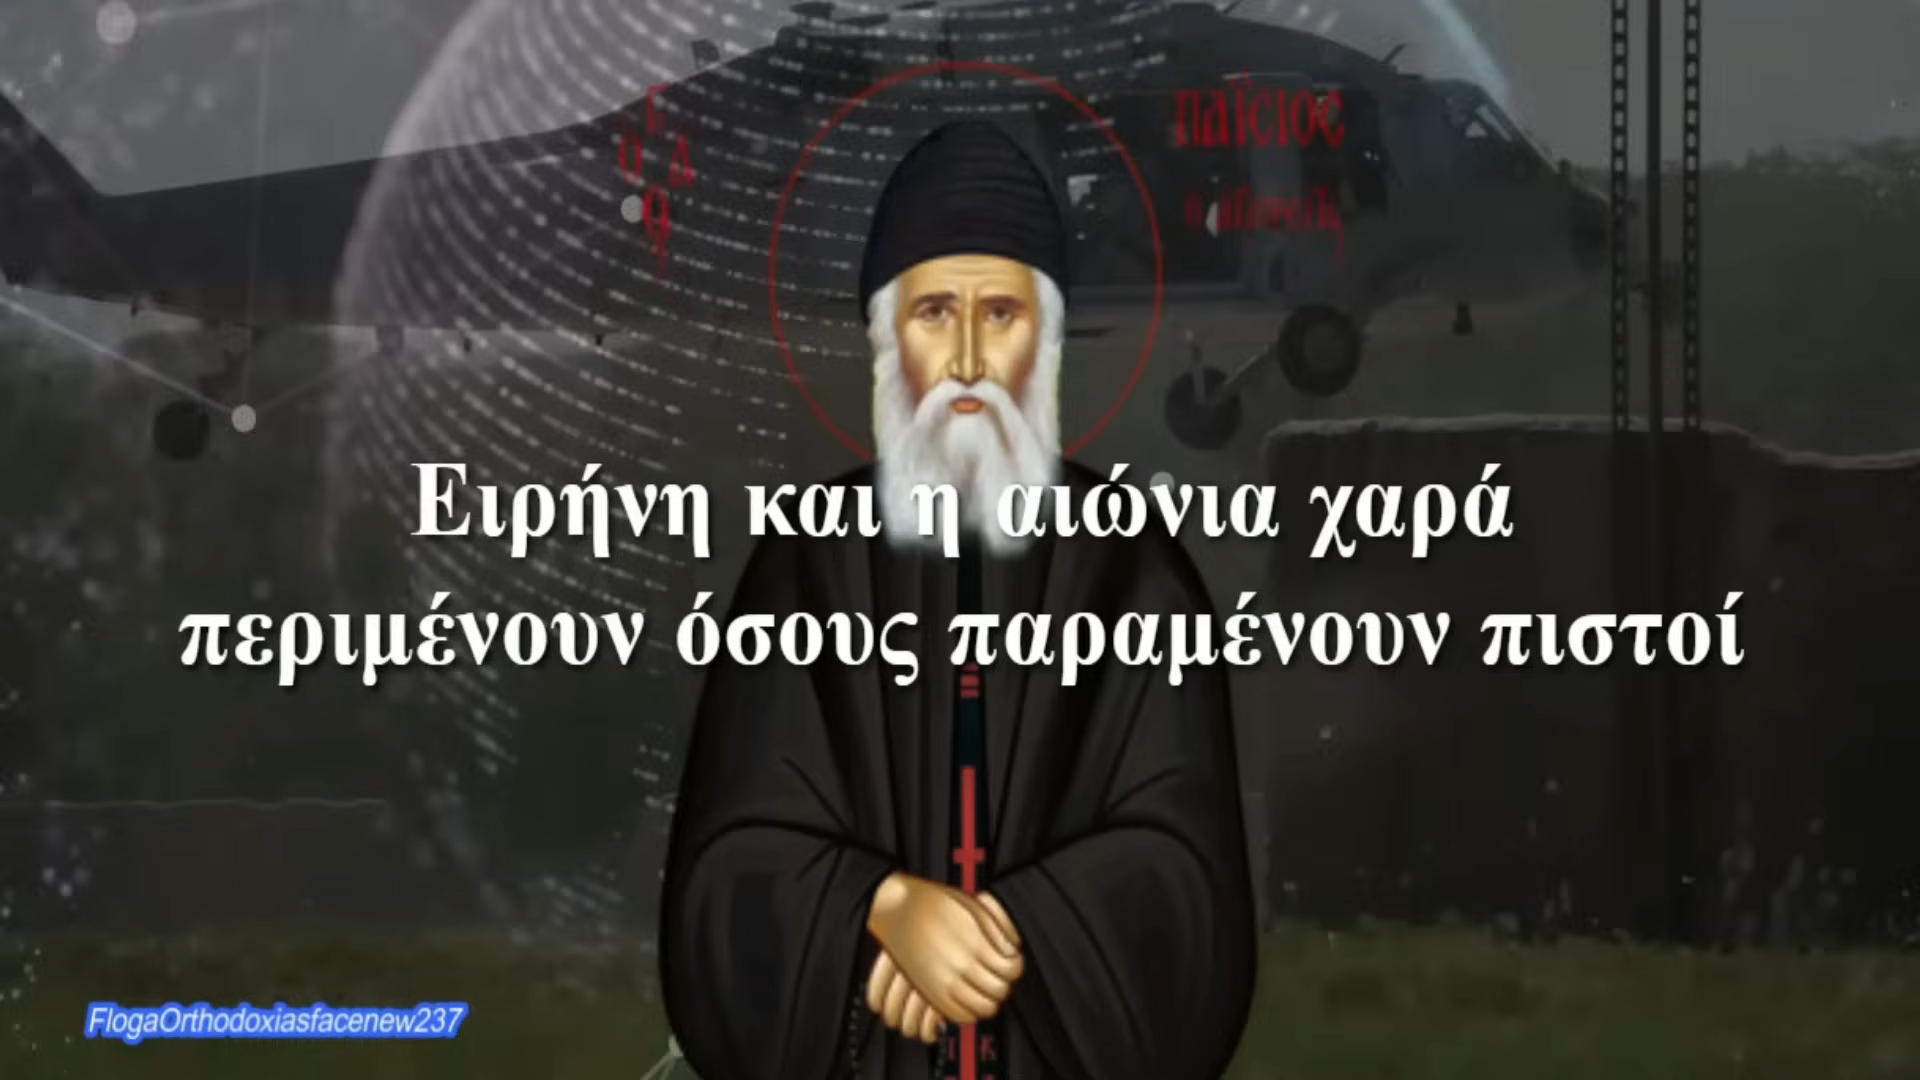 ΠΑΪϹΙΟϹ
Ειρήνη και η αιώνια χαρά
περιμένουν όσους παραμένουν πιστοί
FlogaOrthodoxiasfacenew237
Ι Κ